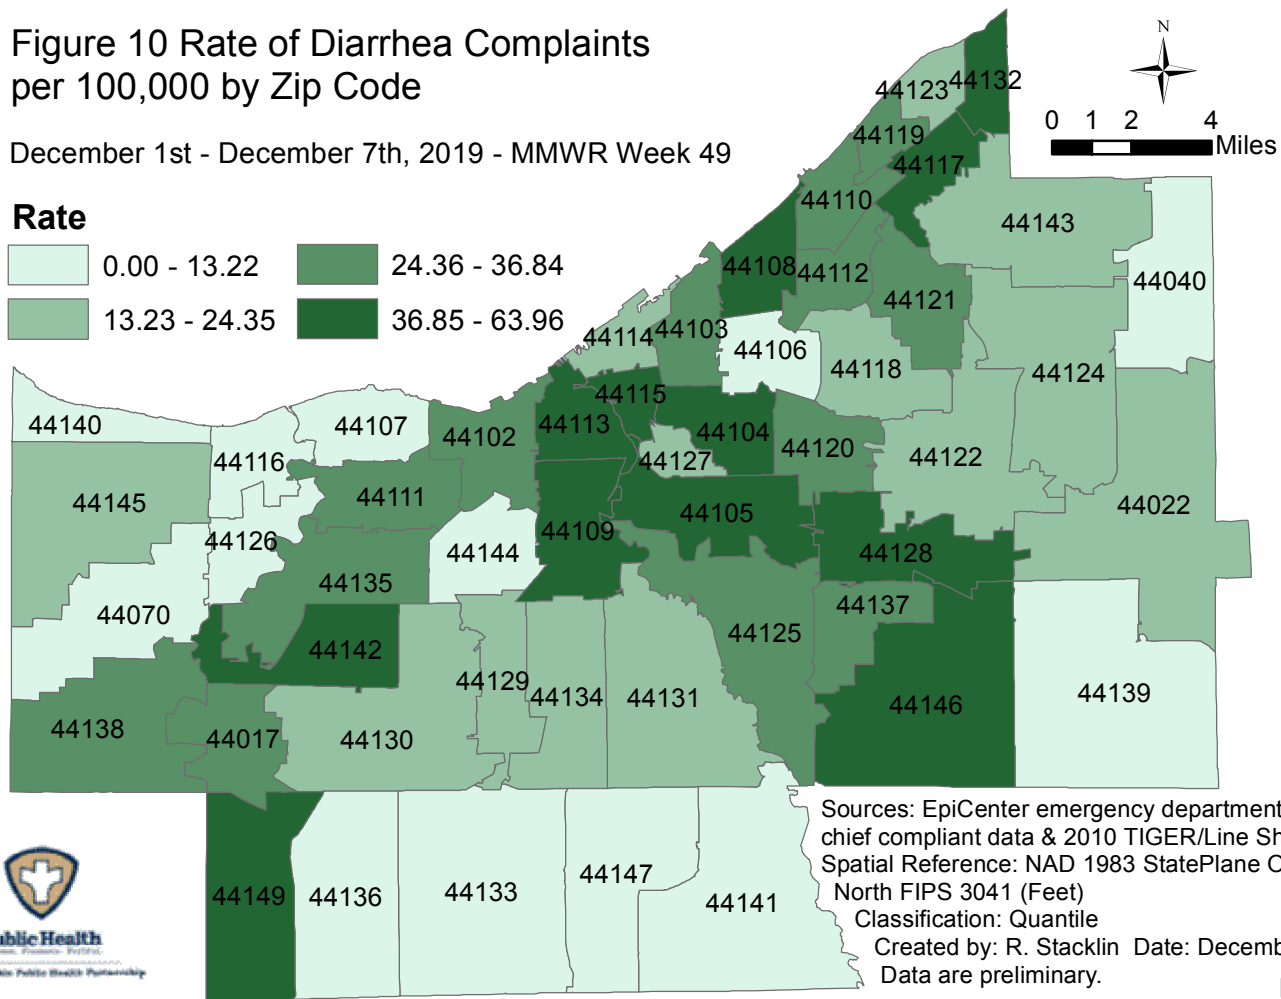 Figure 10 Rate of Diarrhea Complaints
per 100,000 by Zip Code
December 1st - December 7th, 2019 - MMWR Week 49
N
0 1 2 4
Miles
Rate
0.00 - 13.22
24.36 - 36.84
13.23 - 24.35
36.85 - 63.96
44123
44132
44119
44117
44110
44143
44108
44112
44040
44121
44114
44103
44106
44118
44124
44115
44140
44107
44102
44113
44104
44116
44127
44120
44122
44145
44111
44105
44022
44126
44109
44144
44128
44135
44070
44137
44125
44142
44129
44134
44131
44139
44146
44138
44017
44130
44149
44136
44133
44147
44141
Sources: EpiCenter emergency department
chief compliant data & 2010 TIGER/Line Sh
Spatial Reference: NAD 1983 StatePlane
North FIPS 3041 (Feet)
Classification: Quantile
Created by: R. Stacklin Date: Decemb
Data are preliminary.
ublic Health
Public Health Partnership